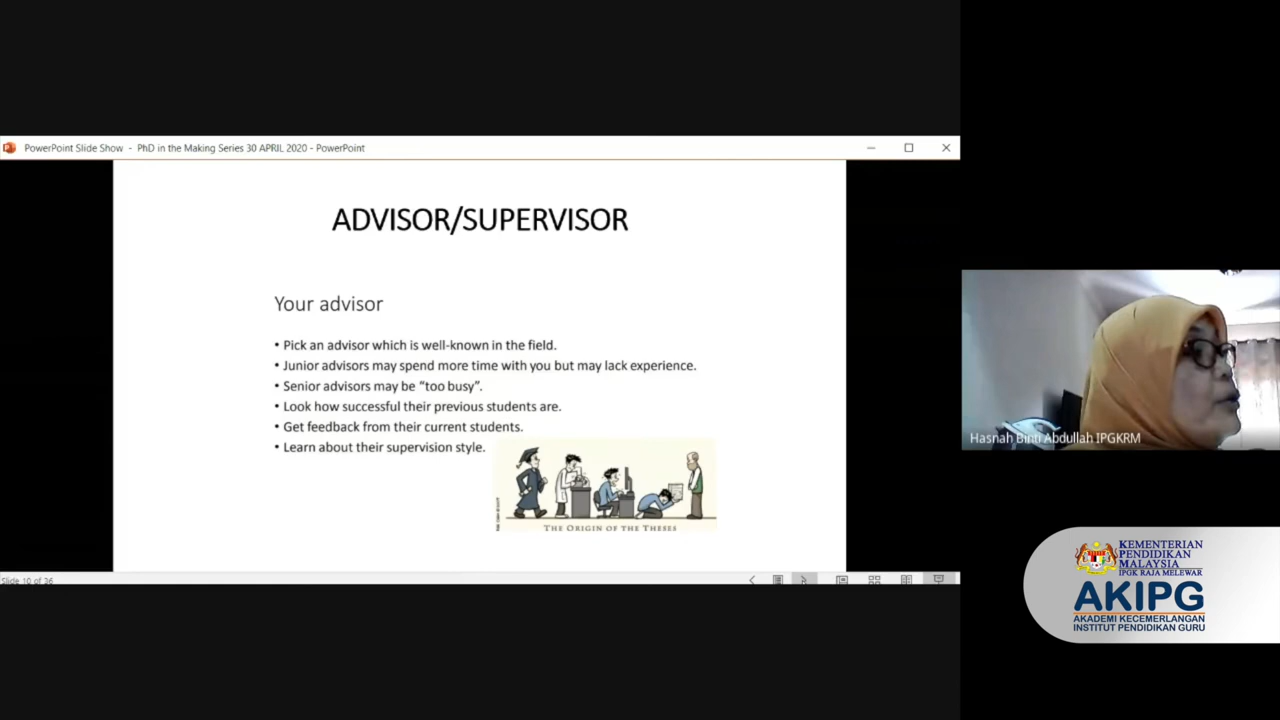 PowerPoint Slide Show - PhD in the Making Series 30 APRIL 2020 - PowerPoint
ADVISOR/SUPERVISOR
Your advisor
• Pick an advisor which is well-known in the field.
• Junior advisors may spend more time with you but may lack experience.
• Senior advisors may be “too busy”.
• Look how successful their previous students are.
• Get feedback from their current students.
• Learn about their supervision style.
THE ORIGIN OF THE THESES
Slide 10 of 36
Hasnah Binti Abdullah IPGKRM
KEMENTERIAN
PENDIDIKAN
MALAYSIA
IPGK RAJA MELEWAR
AKIPG
AKADEMI KECEMERLANGAN
INSTITUT PENDIDIKAN GURU